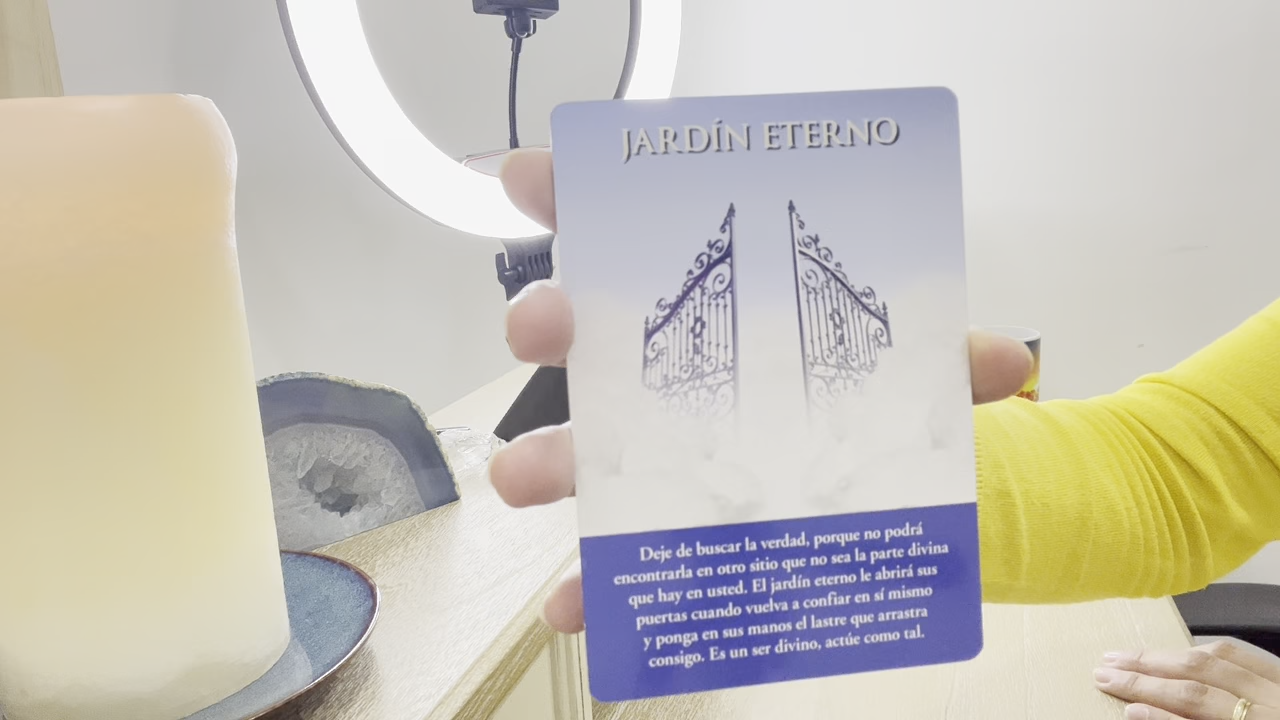 JARDÍN ETERNO
Deje de buscar la verdad, porque no podrá
encontrarla en otro sitio que no sea la parte divina
que hay en usted. El jardín eterno le abrirá sus
puertas cuando vuelva a confiar en sí mismo
y ponga en sus manos el lastre que arrastra
consigo. Es un ser divino, actúe como tal.